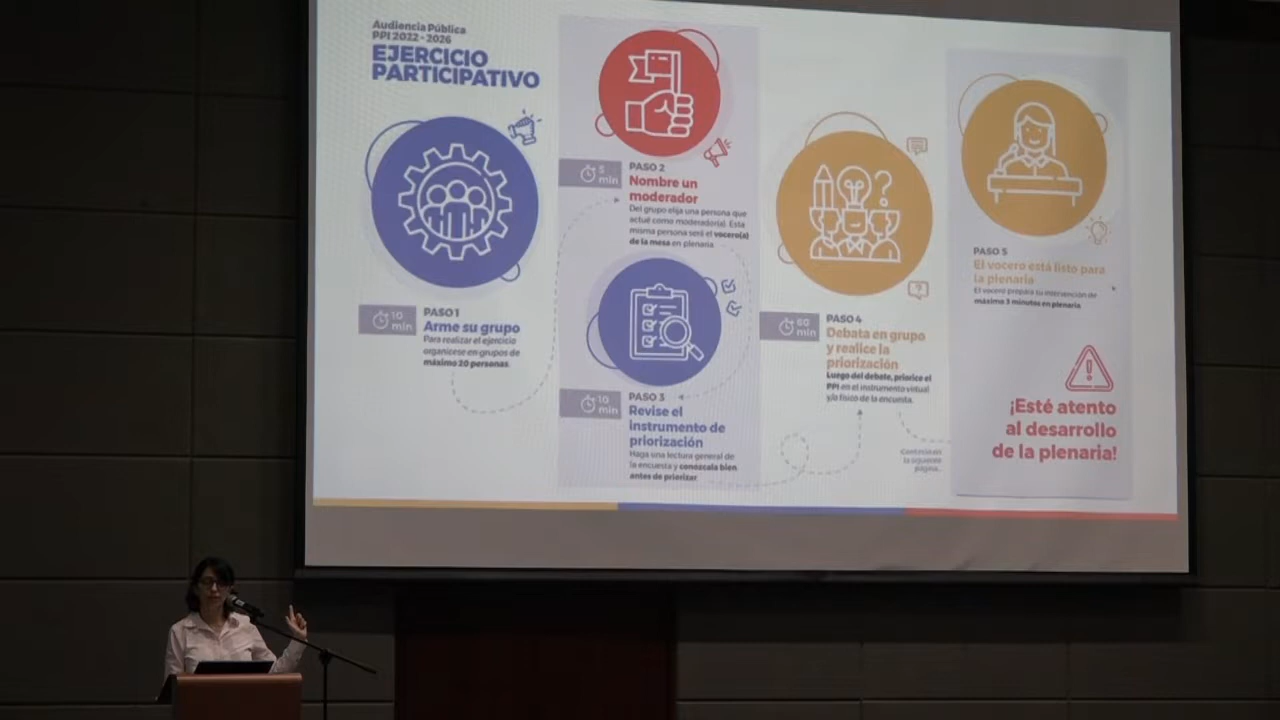 Audiencia Pública
PPI 2022 - 2026
EJERCICIO
PARTICIPATIVO
10
min
PASO 1
Arme su grupo
Para realizar el ejercicio
organícese en grupos de
máximo 20 personas.
5
min
PASO 2
Nombre un
moderador
Del grupo elija una persona que
actué como moderador(a). Esta
misma persona será el vocero(a)
de la mesa en plenaria.
10
min
PASO 3
Revise el
instrumento de
priorización
Haga una lectura general de
la encuesta y conózcala bien
antes de priorizar.
60
min
PASO 4
Debata en grupo
y realice la
priorización
Luego del debate, priorice el
PPI en el instrumento virtual
y/o físico de la encuesta.
la siguiente
página...
PASO 5
El vocero está listo para
la plenaria
El vocero prepara su intervención de
máximo 3 minutos en plenaria.
¡Esté atento
al desarrollo
de la plenaria!